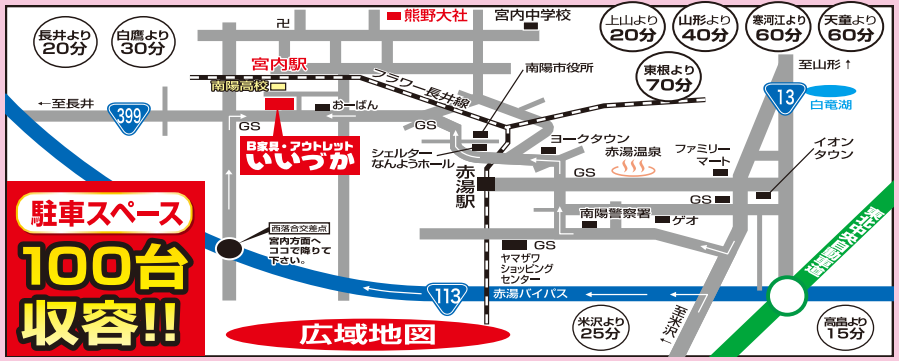 長井より
20分
白鷹より
30分
熊野大社
宮内中学校
上山より
20分
山形より
40分
寒河江より
60分
天童より
60分
東根より
70分
至山形↑
宮内駅
フラワー長井線
南陽市役所
南陽高校
←至長井
399
おーばん
GS
GS
13
白竜湖
B家具・アウトレット
いいづか
シェルター
なんようホール
ヨークタウン
赤湯温泉
ファミリー
マート
イオン
タウン
GS
赤湯駅
GS
南陽警察署
ゲオ
駐車スペース
100台
収容!!
西落合交差点
宮内方面へ
ココで降りて
下さい。
GS
ヤマザワ
ショッピング
センター
東北中央自動車道
113
赤湯バイパス
至米沢↓
広域地図
米沢より
25分
高畠より
15分